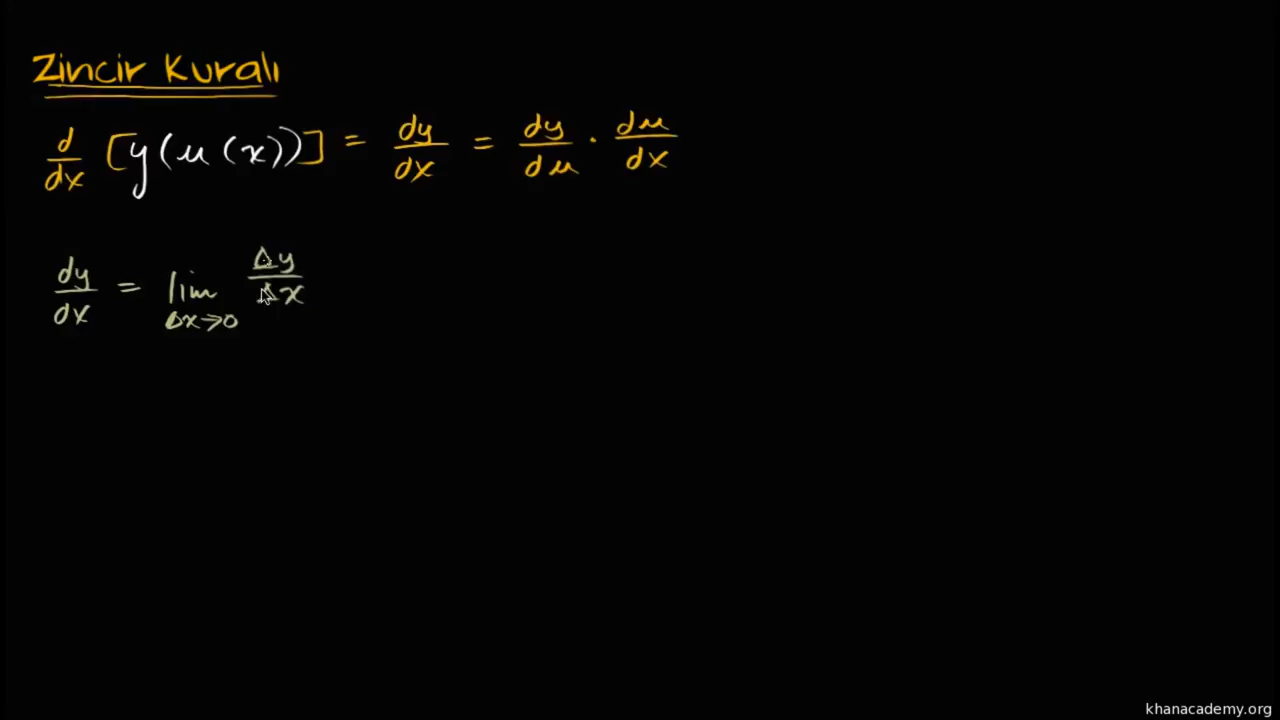 Zincir Kuralı
d/dx [y(u(x))] = dy/dx = dy/du · du/dx
dy/dx = lim Δx→0 Δy/Δx
khanacademy.org